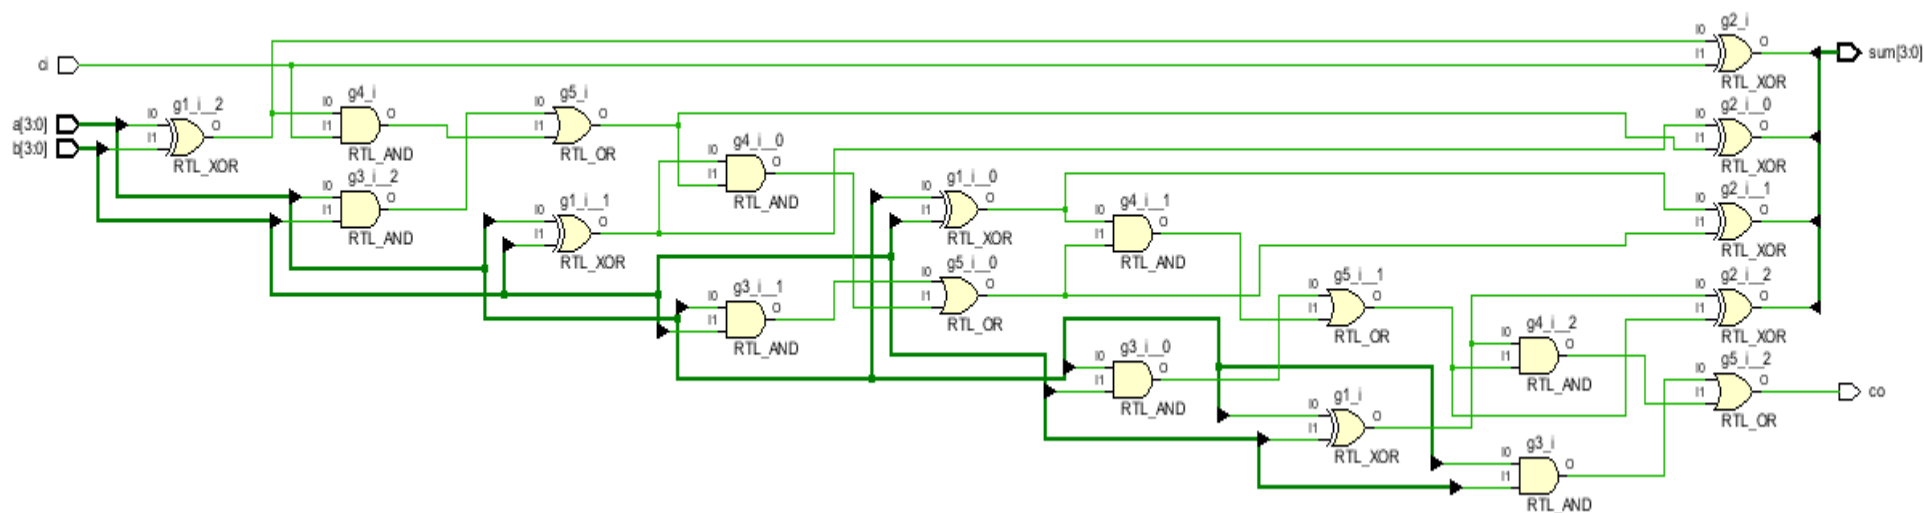 g2_i
I0 O
I1
RTL_XOR
sum[3:0]
ci
a[3:0]
b[3:0]
g1_i__2
I0 O
I1
RTL_XOR
g4_i
I0 O
I1
RTL_AND
g3_i__2
I0 O
I1
RTL_AND
g5_i
I0 O
I1
RTL_OR
g1_i__1
I0 O
I1
RTL_XOR
g4_i__0
I0 O
I1
RTL_AND
g3_i__1
I0 O
I1
RTL_AND
g1_i__0
I0 O
I1
RTL_XOR
g5_i__0
I0 O
I1
RTL_OR
g4_i__1
I0 O
I1
RTL_AND
g3_i__0
I0 O
I1
RTL_AND
g5_i__1
I0 O
I1
RTL_OR
g1_i
I0 O
I1
RTL_XOR
g4_i__2
I0 O
I1
RTL_AND
g3_i
I0 O
I1
RTL_AND
g2_i__0
I0 O
I1
RTL_XOR
g2_i__1
I0 O
I1
RTL_XOR
g2_i__2
I0 O
I1
RTL_XOR
g5_i__2
I0 O
I1
RTL_OR
co